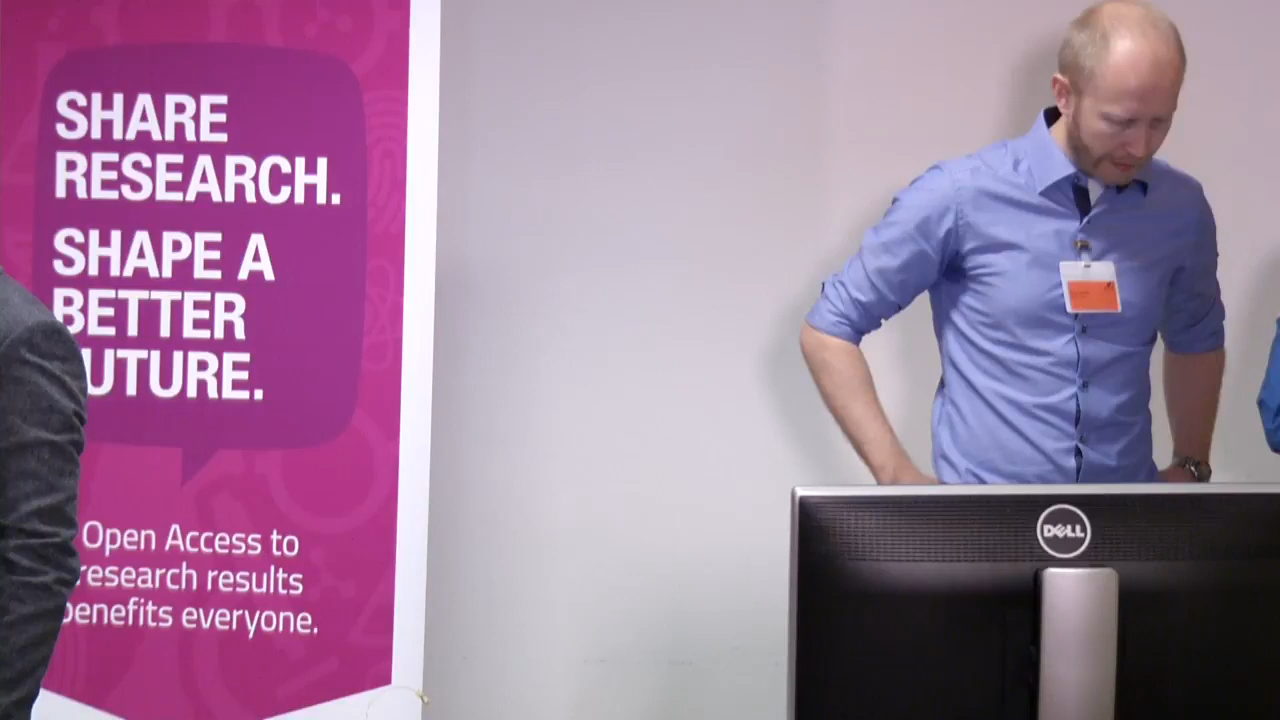 SHARE
RESEARCH.
SHAPE A
BETTER
UTURE.
Open Access to
research results
benefits everyone.
DELL